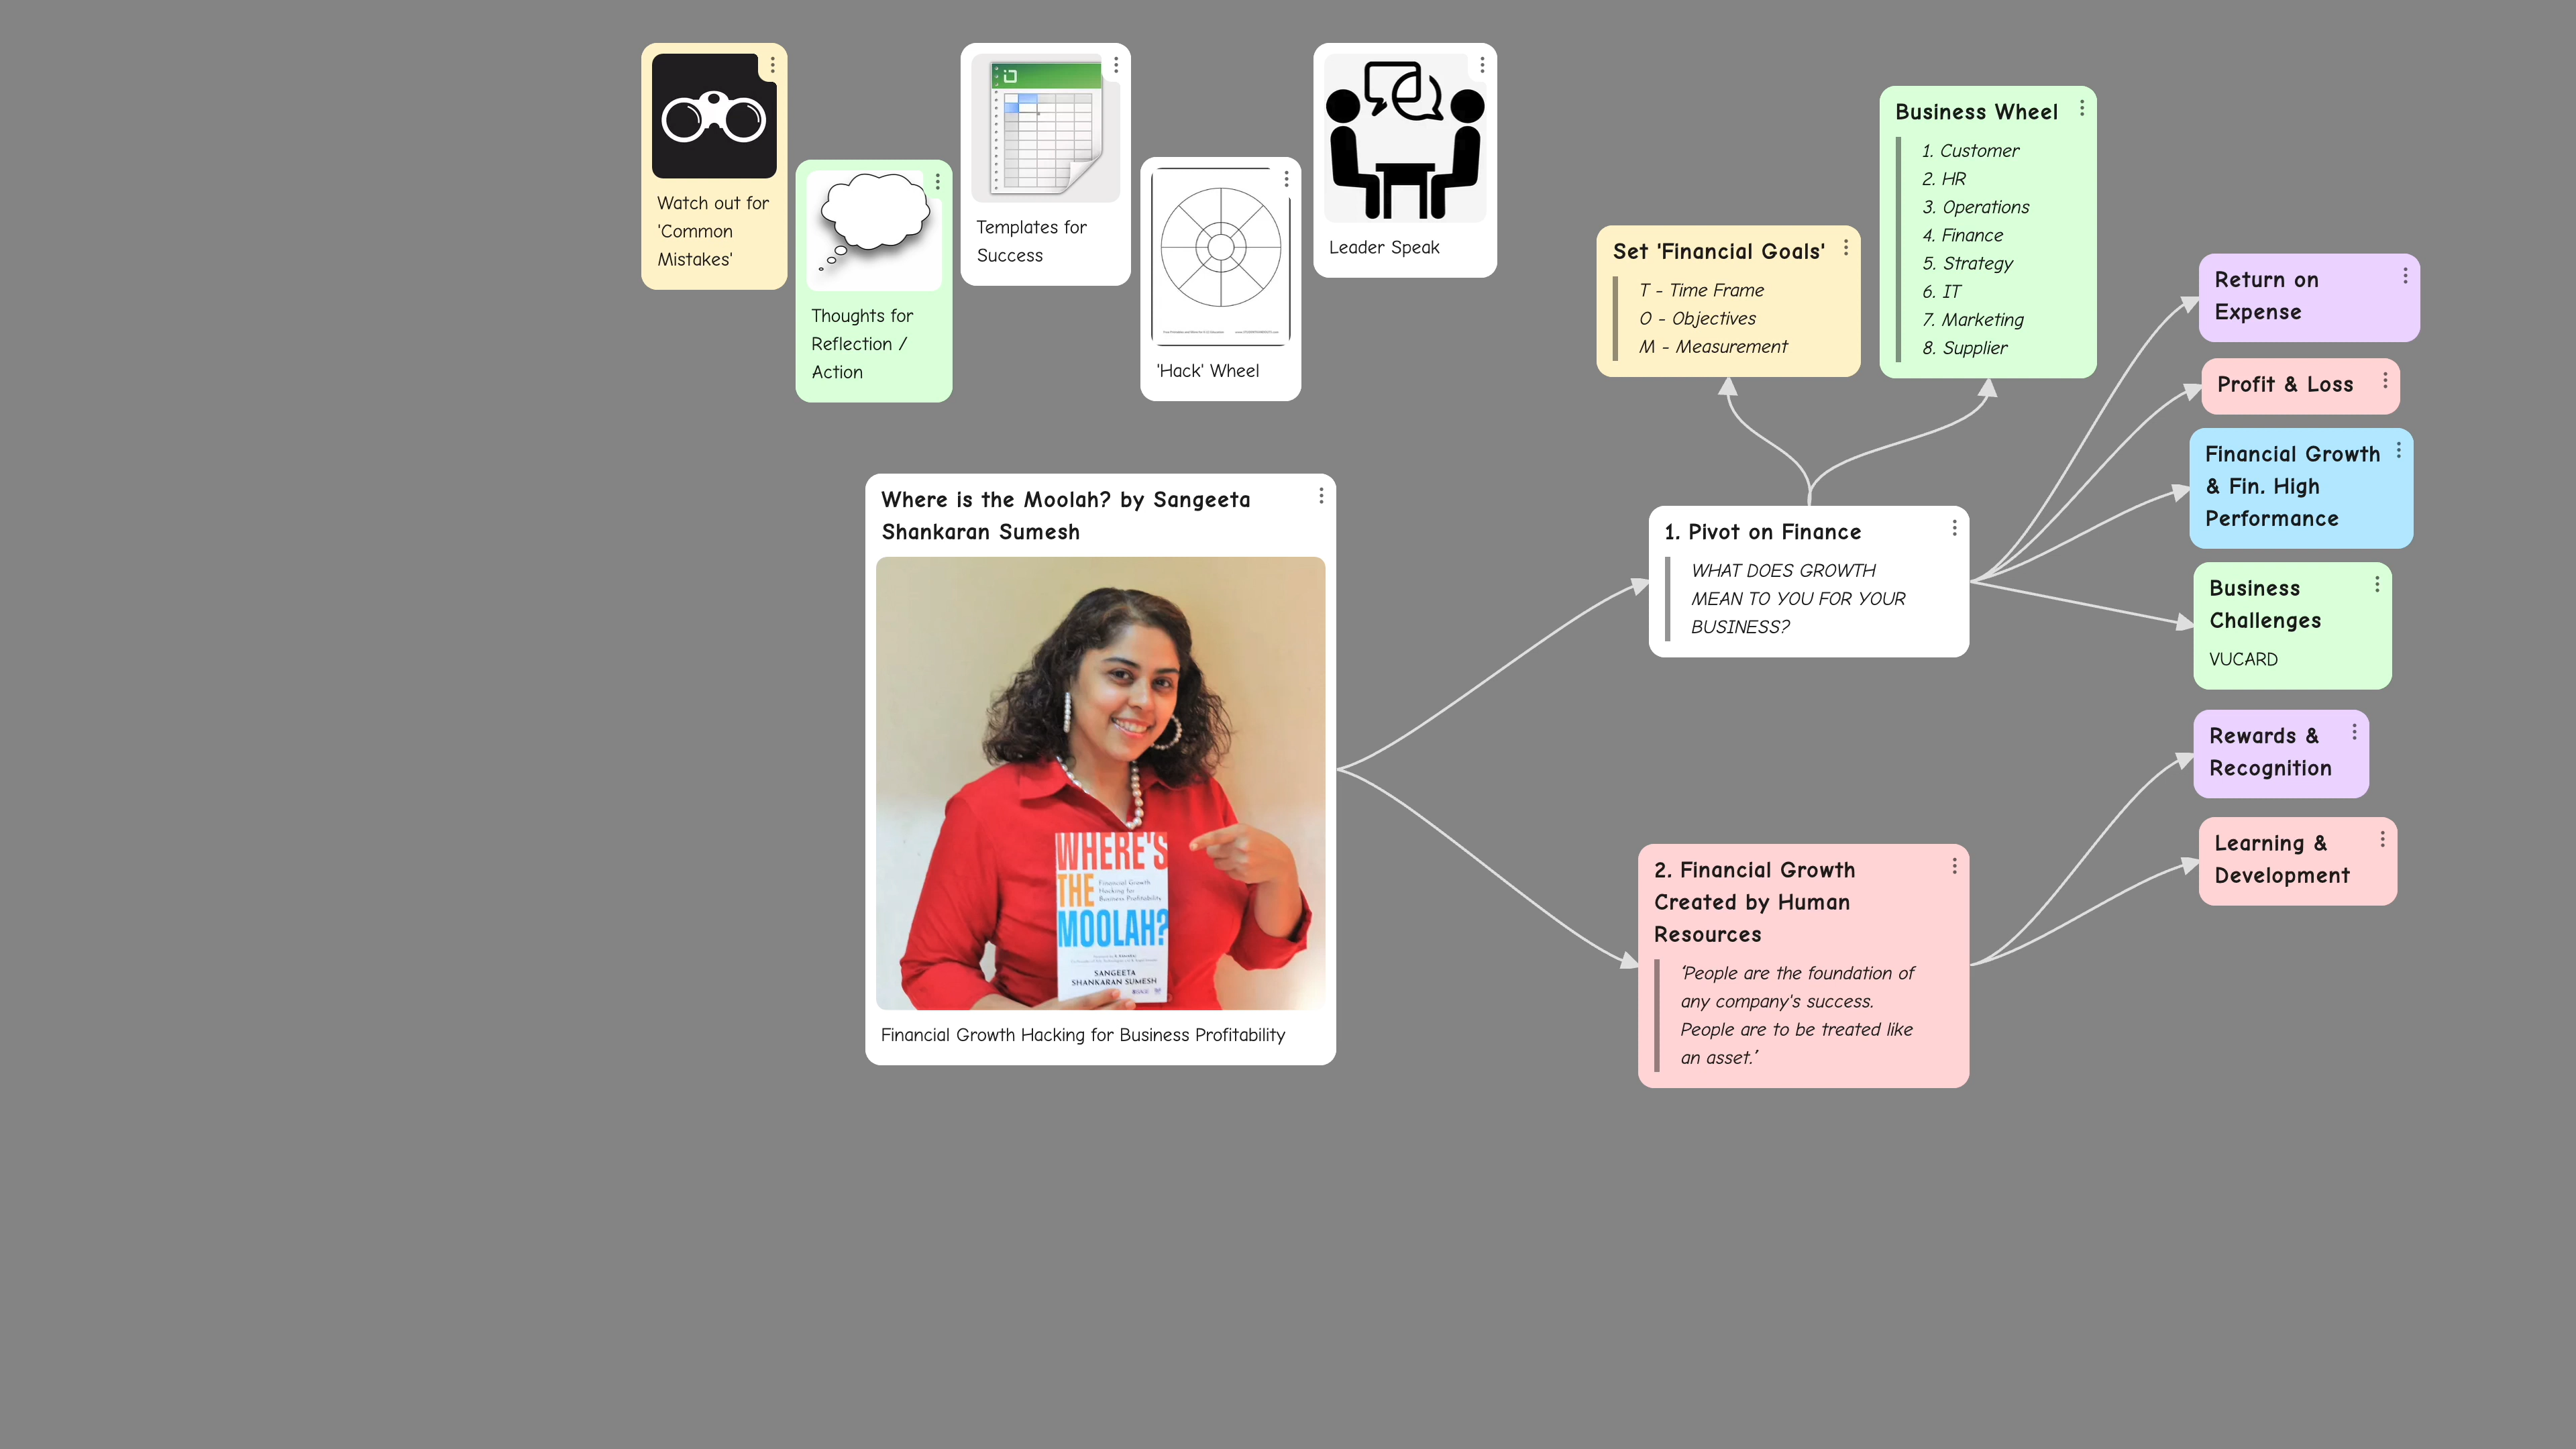 Watch out for
'Common
Mistakes'
Thoughts for
Reflection /
Action
Templates for
Success
'Hack' Wheel
Leader Speak
Set 'Financial Goals'
T - Time Frame
O - Objectives
M - Measurement
Business Wheel
1. Customer
2. HR
3. Operations
4. Finance
5. Strategy
6. IT
7. Marketing
8. Supplier
Where is the Moolah? by Sangeeta
Shankaran Sumesh
WHERE'S
THE
Financial Growth
Hacking for
Business Profitability
MOOLAH?
SANGEETA
SHANKARAN SUMESH
Financial Growth Hacking for Business Profitability
1. Pivot on Finance
WHAT DOES GROWTH
MEAN TO YOU FOR YOUR
BUSINESS?
2. Financial Growth
Created by Human
Resources
‘People are the foundation of
any company's success.
People are to be treated like
an asset.’
Return on
Expense
Profit & Loss
Financial Growth
& Fin. High
Performance
Business
Challenges
VUCARD
Rewards &
Recognition
Learning &
Development